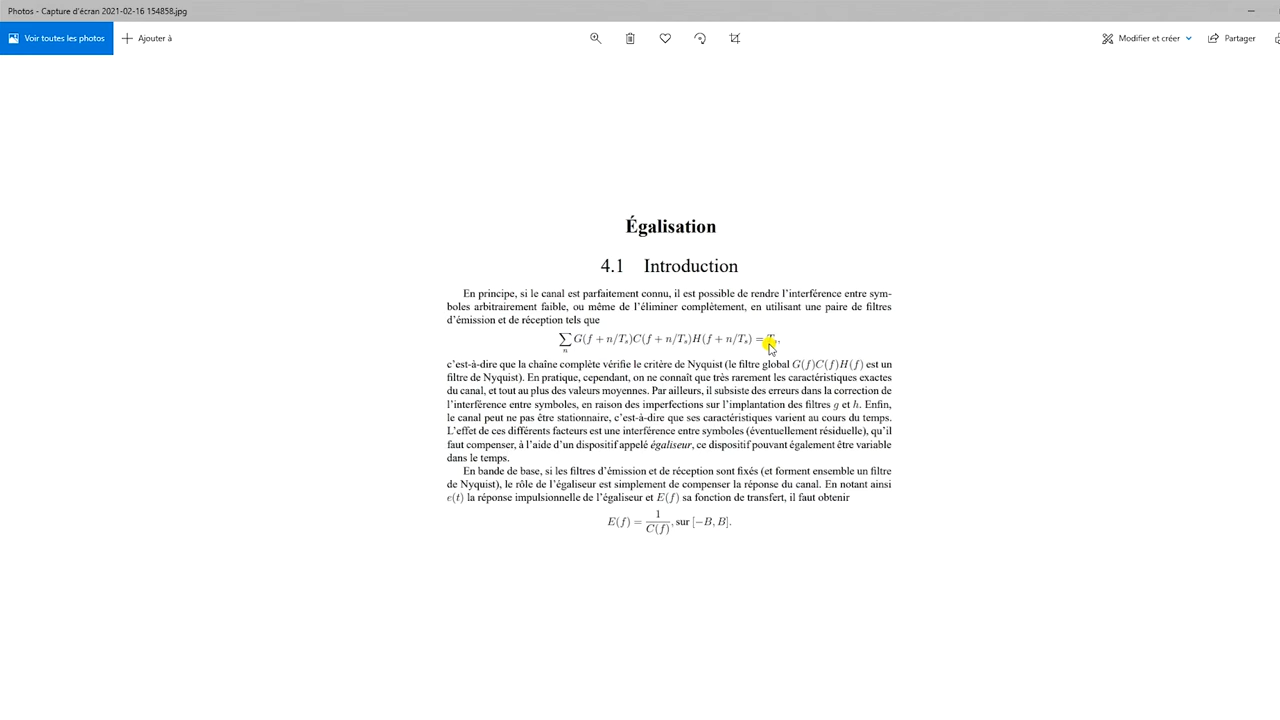 Photos - Capture d'écran 2021-02-16 154858.jpg
Voir toutes les photos
Ajouter à
Modifier et créer
Partager
Égalisation
4.1 Introduction
En principe, si le canal est parfaitement connu, il est possible de rendre l'interférence entre sym-
boles arbitrairement faible, ou même de l'éliminer complètement, en utilisant une paire de filtres
d'émission et de réception tels que
∑ G(f + n/Tₛ)C(f + n/Tₛ)H(f + n/Tₛ) = Tₛ,
n
c'est-à-dire que la chaîne complète vérifie le critère de Nyquist (le filtre global G(f)C(f)H(f) est un
filtre de Nyquist). En pratique, cependant, on ne connaît que très rarement les caractéristiques exactes
du canal, et tout au plus des valeurs moyennes. Par ailleurs, il subsiste des erreurs dans la correction de
l'interférence entre symboles, en raison des imperfections sur l'implantation des filtres g et h. Enfin,
le canal peut ne pas être stationnaire, c'est-à-dire que ses caractéristiques varient au cours du temps.
L'effet de ces différents facteurs est une interférence entre symboles (éventuellement résiduelle), qu'il
faut compenser, à l'aide d'un dispositif appelé égaliseur, ce dispositif pouvant également être variable
dans le temps.
En bande de base, si les filtres d'émission et de réception sont fixés (et forment ensemble un filtre
de Nyquist), le rôle de l'égaliseur est simplement de compenser la réponse du canal. En notant ainsi
e(t) la réponse impulsionnelle de l'égaliseur et E(f) sa fonction de transfert, il faut obtenir
E(f) = 1/C(f), sur [−B, B].